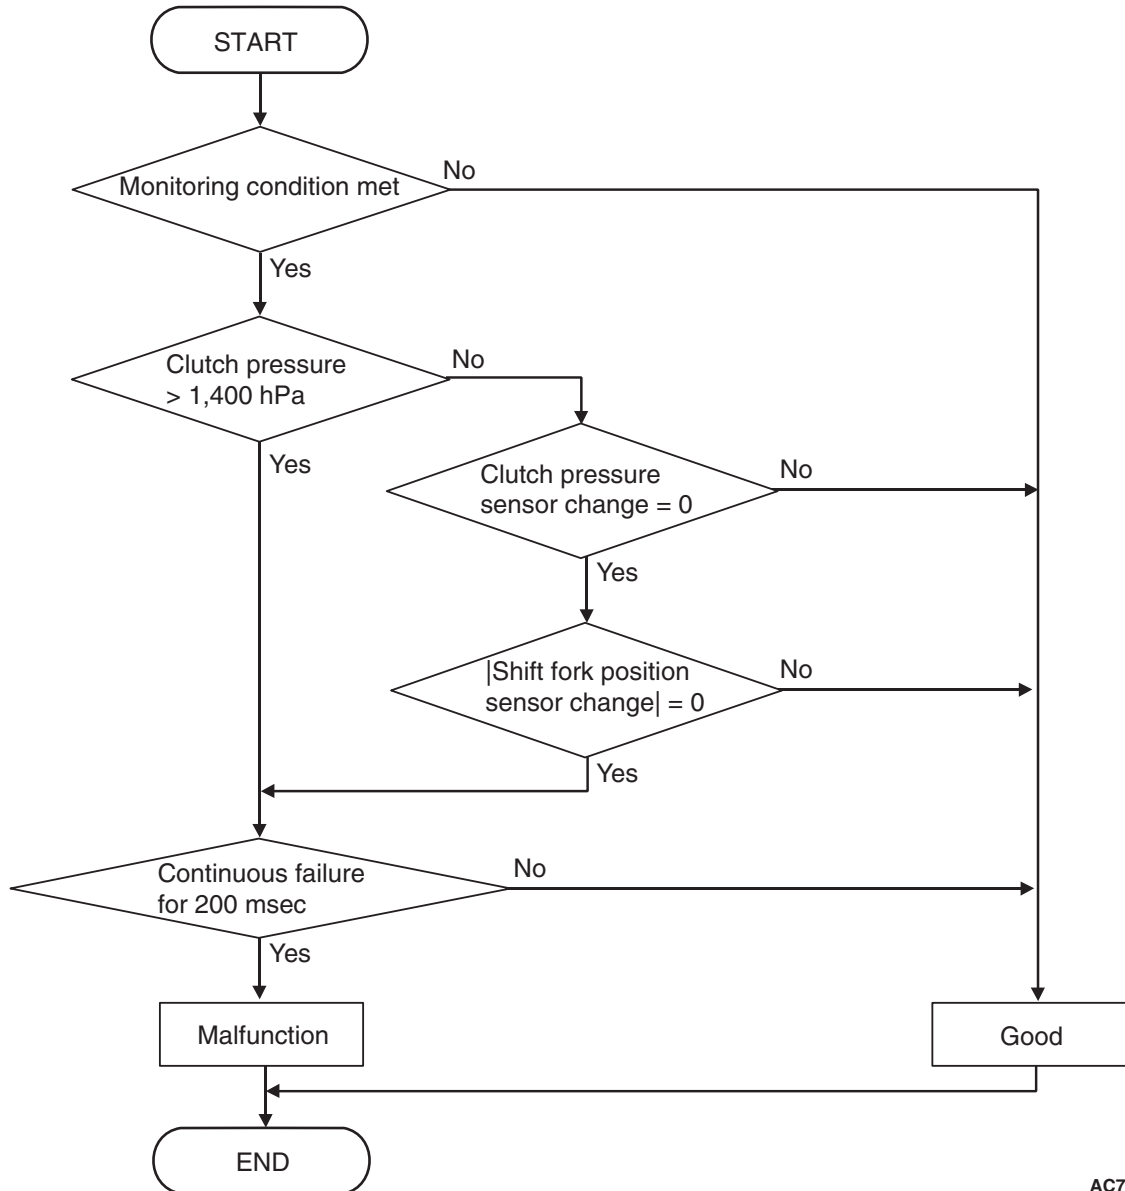 START
Monitoring condition met
No
Yes
Clutch pressure
> 1,400 hPa
No
Yes
Clutch pressure
sensor change = 0
No
Yes
|Shift fork position
sensor change| = 0
No
Yes
Continuous failure
for 200 msec
No
Yes
Malfunction
Good
END
AC7